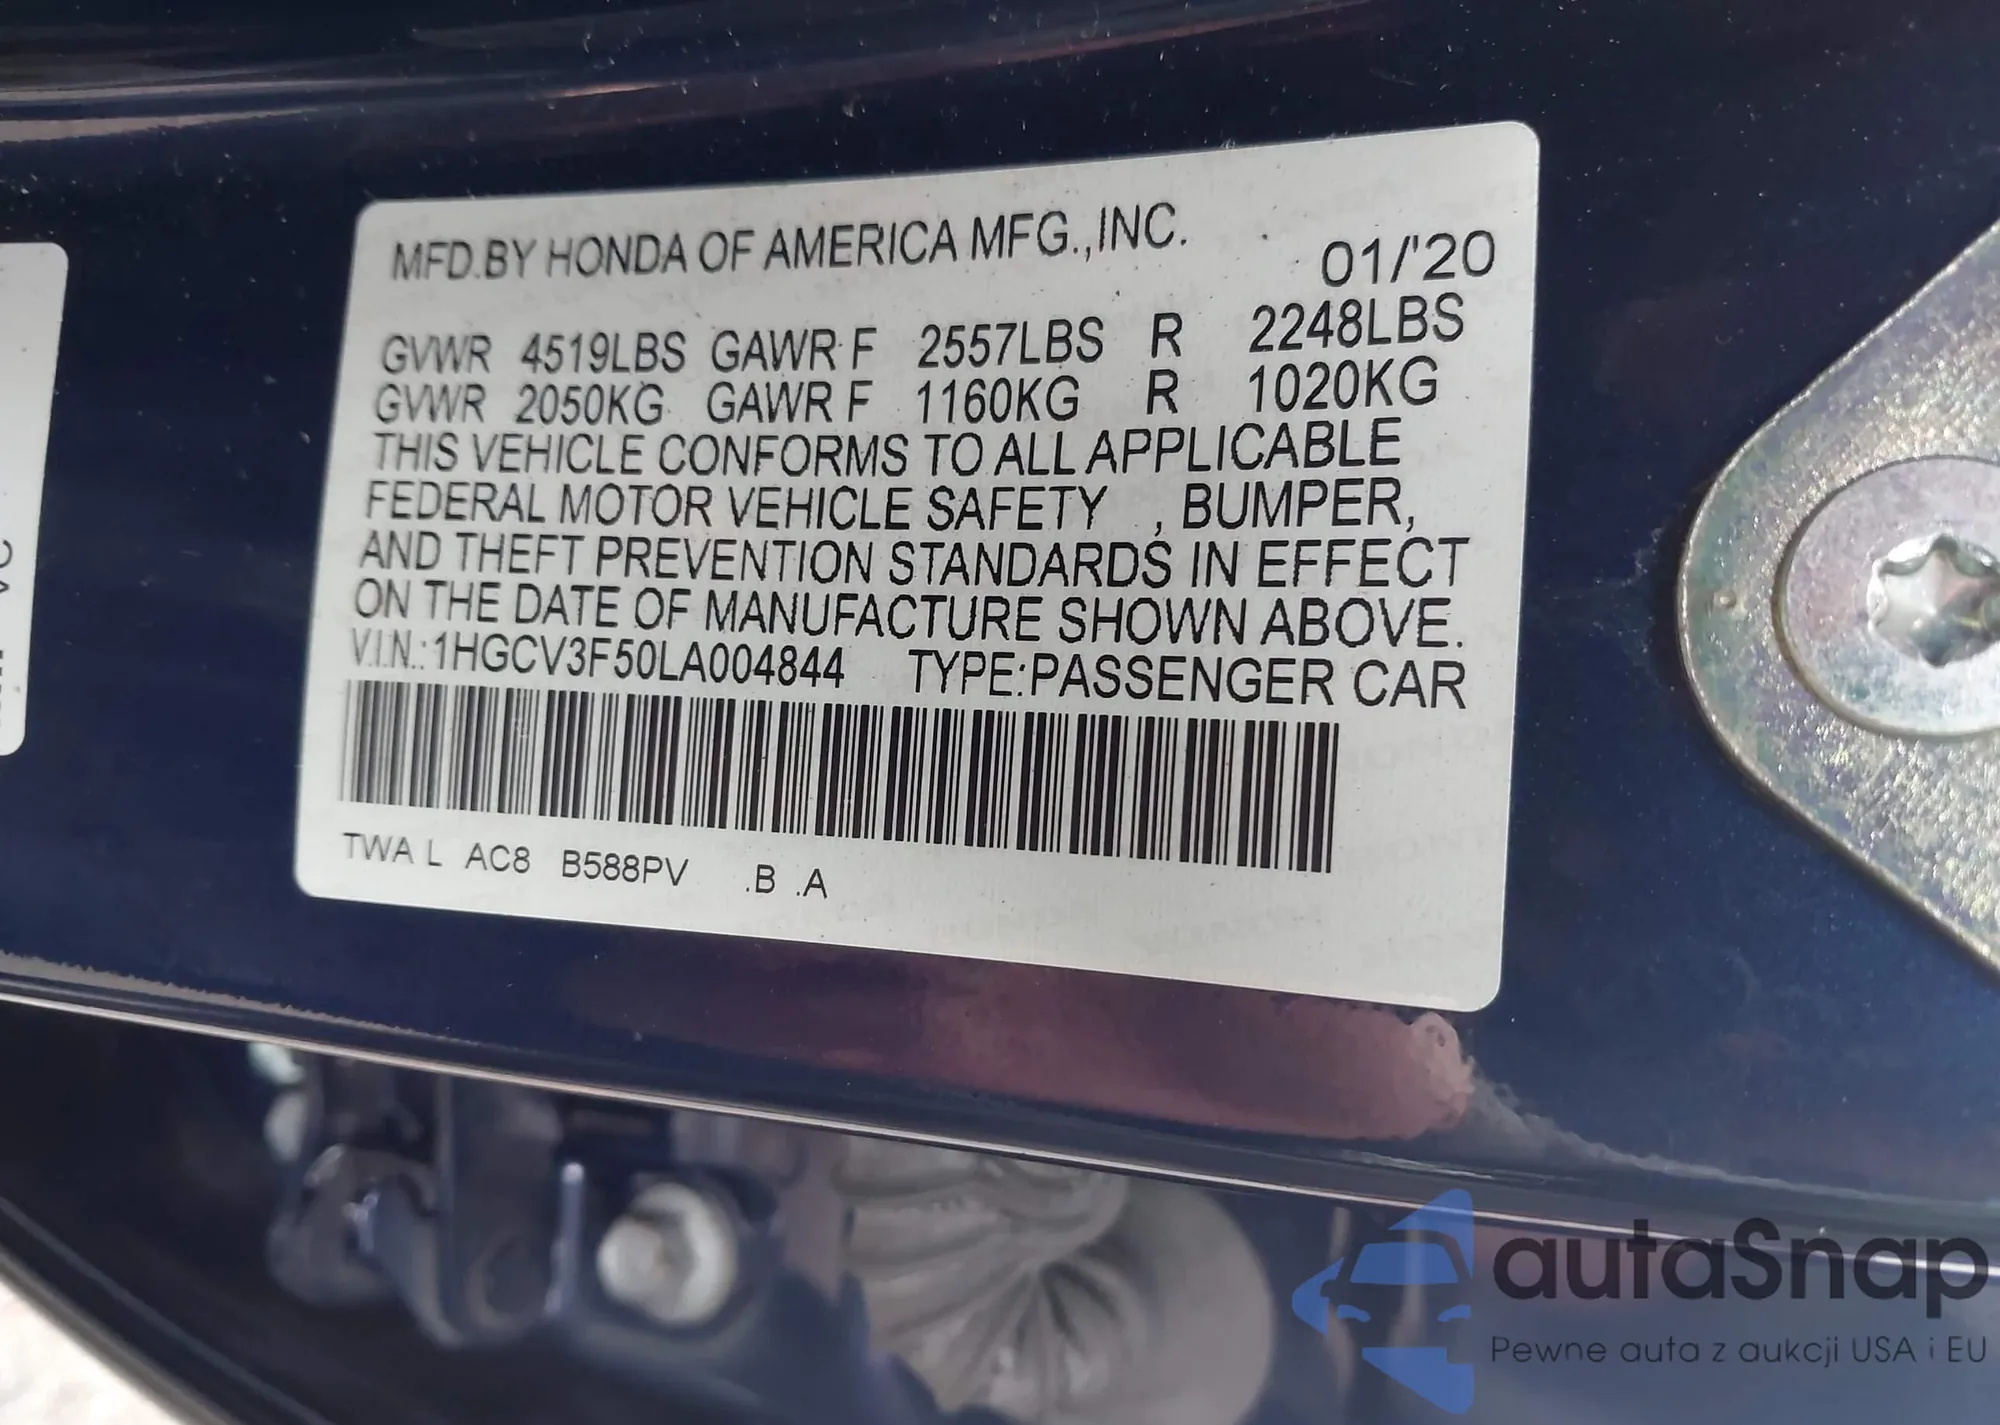 MFD.BY HONDA OF AMERICA MFG.,INC. 01/'20
GVWR 4519LBS GAWR F 2557LBS R 2248LBS
GVWR 2050KG GAWR F 1160KG R 1020KG
THIS VEHICLE CONFORMS TO ALL APPLICABLE
FEDERAL MOTOR VEHICLE SAFETY , BUMPER,
AND THEFT PREVENTION STANDARDS IN EFFECT
ON THE DATE OF MANUFACTURE SHOWN ABOVE.
V.I.N.:1HGCV3F50LA004844 TYPE:PASSENGER CAR
TWA L AC8 B588PV .B .A
autaSnap
Pewne auta z aukcji USA i EU